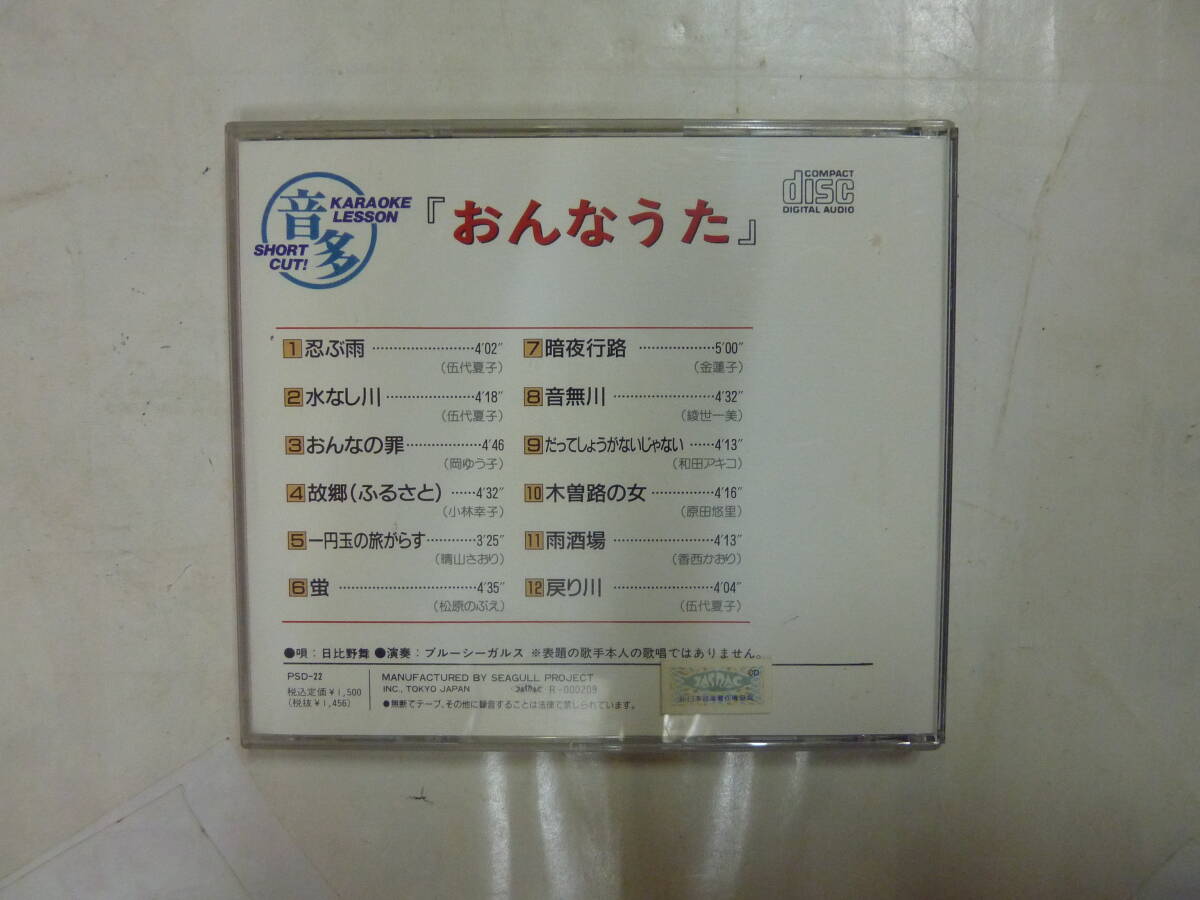 音多
KARAOKE
LESSON
SHORT
CUT!
『おんなうた』
COMPACT
disc
DIGITAL AUDIO
1 忍ぶ雨 ……………………4'02"
(伍代夏子)
2 水なし川 …………………4'18"
(伍代夏子)
3 おんなの罪……………4'46
(岡ゆう子)
4 故郷(ふるさと) ……4'32"
(小林幸子)
5 一円玉の旅がらす…………3'25"
(晴山さおり)
6 蛍 ……………………………4'35"
(松原のぶえ)
7 暗夜行路 ………………5'00"
(金蓮子)
8 音無川 ……………………4'32"
(綾世一美)
9 だってしょうがないじゃない ……4'13"
(和田アキコ)
10 木曽路の女 ……………4'16"
(原田悠里)
11 雨酒場 ……………………4'13"
(香西かおり)
12 戻り川 ……………………4'04"
(伍代夏子)
●唄:日比野舞 ●演奏:ブルーシーガルス ※表題の歌手本人の歌唱ではありません。
PSD-22
税込定価¥1,500
(税抜¥1,456)
MANUFACTURED BY SEAGULL PROJECT
INC., TOKYO JAPAN JASRAC R-000209
●無断でテープ、その他に録音することは法律で禁じられています。
CD
JASRAC